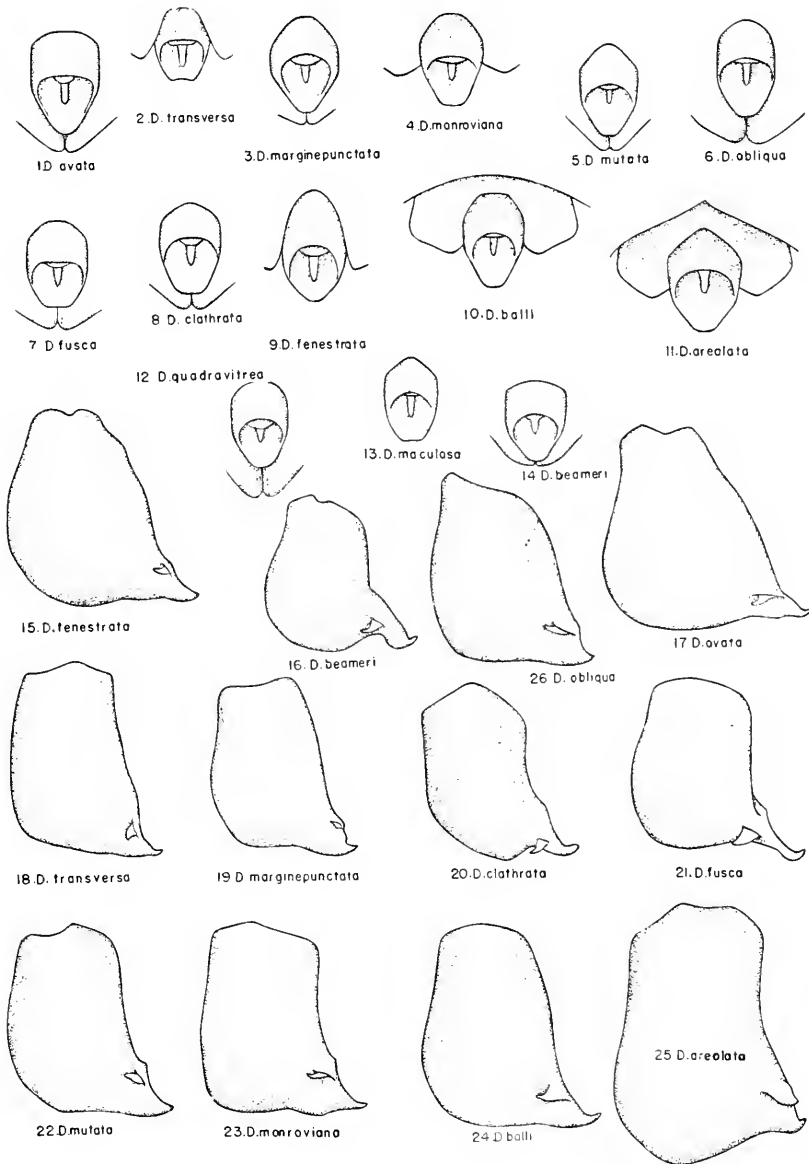 1.D avata
2.D. transversa
3.D.marginepunctata
4.D.monroviana
5.D mutata
6.D.obliqua
7 D fusca
8 D. clathrata
9.D.fenestrata
10.D.balli
11.D.arealata
12 D.quadravitrea
13.D.maculosa
14 D.beameri
15.D.fenestrata
16.D.beameri
26 D. obliqua
17 D.ovata
18.D. transversa
19 D marginepunctata
20.D.clathrata
21.D.fusca
22.D.mutata
23.D.monroviana
24 D balli
25 D.areolata